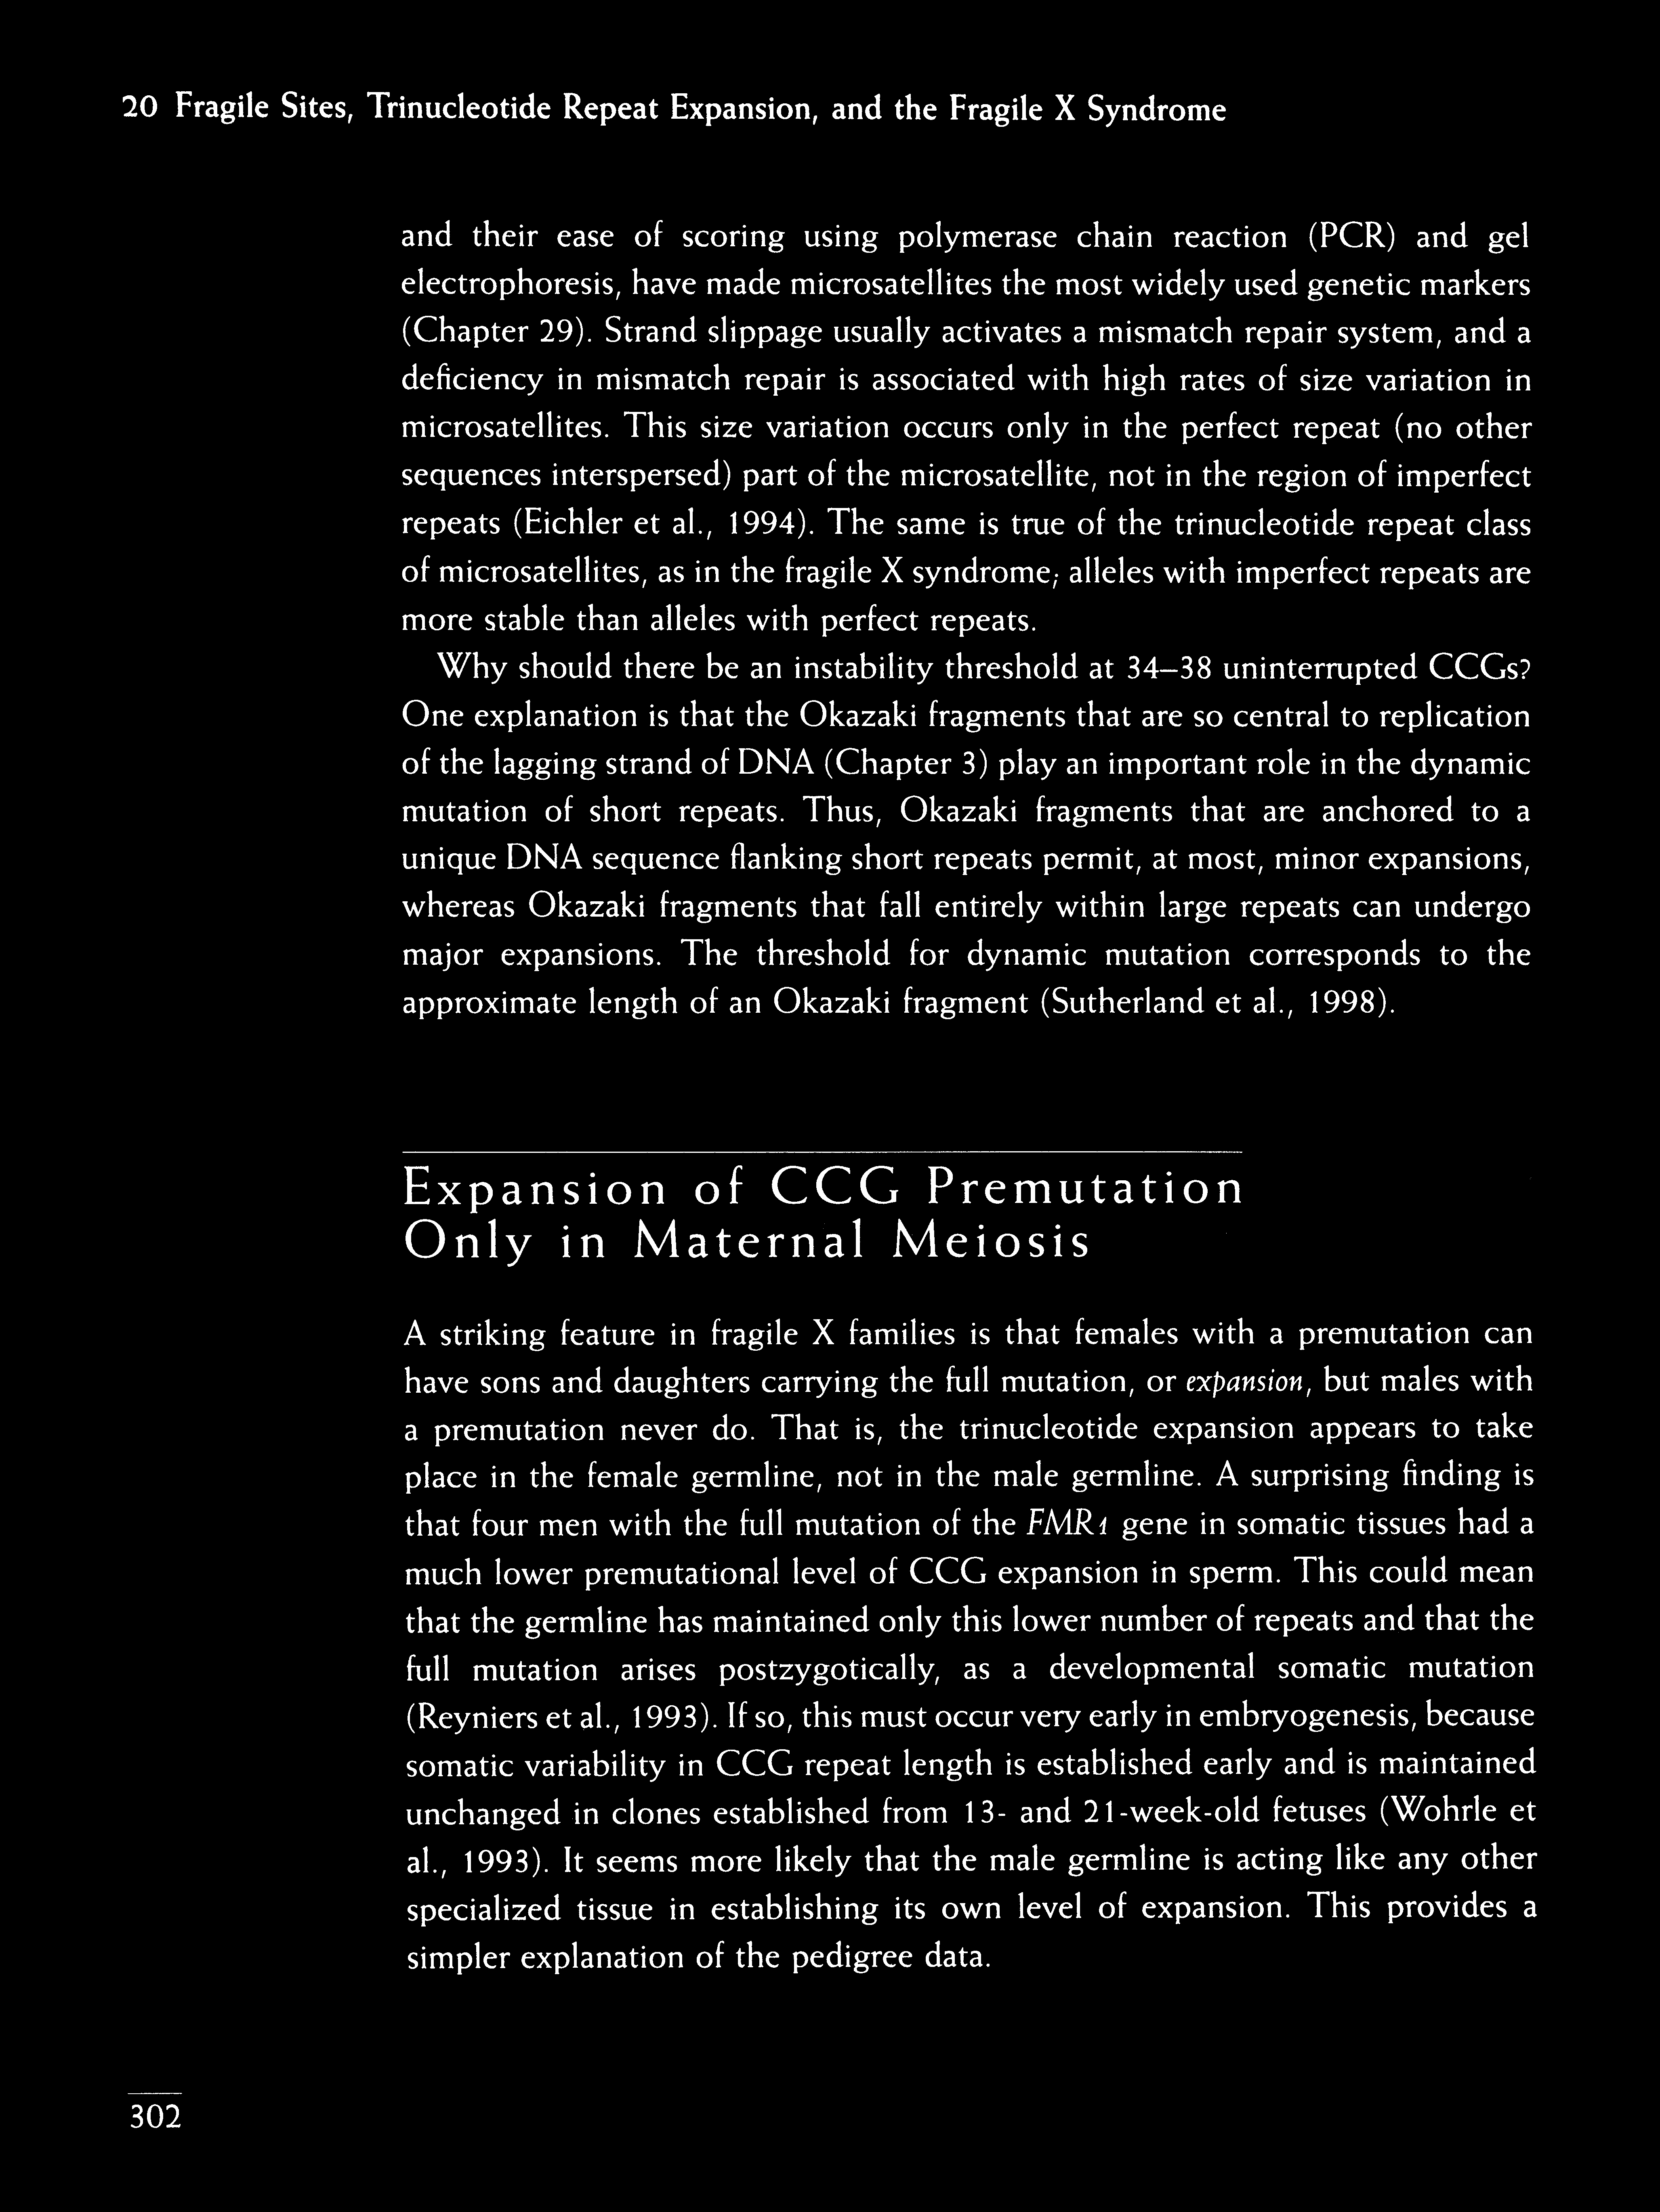 20 Fragile Sites, Trinucleotide Repeat Expansion, and the Fragile X Syndrome
and their ease of scoring using polymerase chain reaction (PCR) and gel
electrophoresis, have made microsatellites the most widely used genetic markers
(Chapter 29). Strand slippage usually activates a mismatch repair system, and a
deficiency in mismatch repair is associated with high rates of size variation in
microsatellites. This size variation occurs only in the perfect repeat (no other
sequences interspersed) part of the microsatellite, not in the region of imperfect
repeats (Eichler et al., 1994). The same is true of the trinucleotide repeat class
of microsatellites, as in the fragile X syndrome; alleles with imperfect repeats are
more stable than alleles with perfect repeats.
Why should there be an instability threshold at 34–38 uninterrupted CCGs?
One explanation is that the Okazaki fragments that are so central to replication
of the lagging strand of DNA (Chapter 3) play an important role in the dynamic
mutation of short repeats. Thus, Okazaki fragments that are anchored to a
unique DNA sequence flanking short repeats permit, at most, minor expansions,
whereas Okazaki fragments that fall entirely within large repeats can undergo
major expansions. The threshold for dynamic mutation corresponds to the
approximate length of an Okazaki fragment (Sutherland et al., 1998).
Expansion of CCG Premutation
Only in Maternal Meiosis
A striking feature in fragile X families is that females with a premutation can
have sons and daughters carrying the full mutation, or expansion, but males with
a premutation never do. That is, the trinucleotide expansion appears to take
place in the female germline, not in the male germline. A surprising finding is
that four men with the full mutation of the FMR1 gene in somatic tissues had a
much lower premutational level of CCG expansion in sperm. This could mean
that the germline has maintained only this lower number of repeats and that the
full mutation arises postzygotically, as a developmental somatic mutation
(Reyniers et al., 1993). If so, this must occur very early in embryogenesis, because
somatic variability in CCG repeat length is established early and is maintained
unchanged in clones established from 13- and 21-week-old fetuses (Wohrle et
al., 1993). It seems more likely that the male germline is acting like any other
specialized tissue in establishing its own level of expansion. This provides a
simpler explanation of the pedigree data.
302